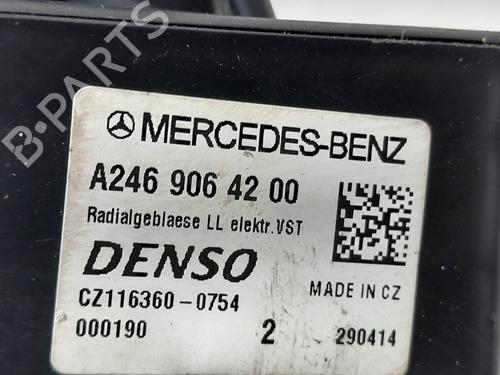 B-PARTS
MERCEDES-BENZ
A246 906 42 00
Radialgeblaese LL elektr.VST
DENSO
CZ116360-0754
MADE IN CZ
000190
2
290414